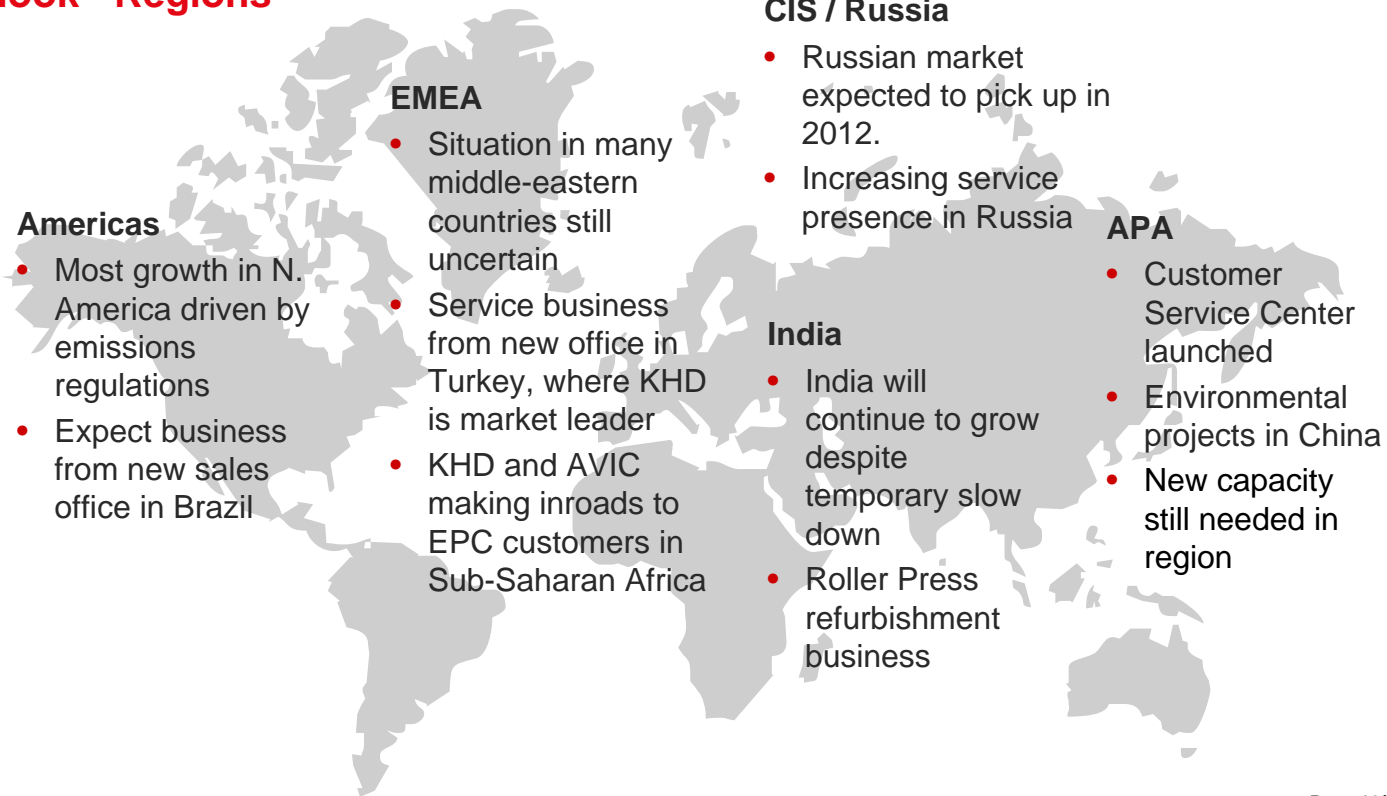 Regions
CIS / Russia
• Russian market
expected to pick up in
2012.
• Increasing service
presence in Russia
EMEA
• Situation in many
middle-eastern
countries still
uncertain
• Service business
from new office in
Turkey, where KHD
is market leader
• KHD and AVIC
making inroads to
EPC customers in
Sub-Saharan Africa
Americas
• Most growth in N.
America driven by
emissions
regulations
• Expect business
from new sales
office in Brazil
India
• India will
continue to grow
despite
temporary slow
down
• Roller Press
refurbishment
business
APA
• Customer
Service Center
launched
• Environmental
projects in China
• New capacity
still needed in
region